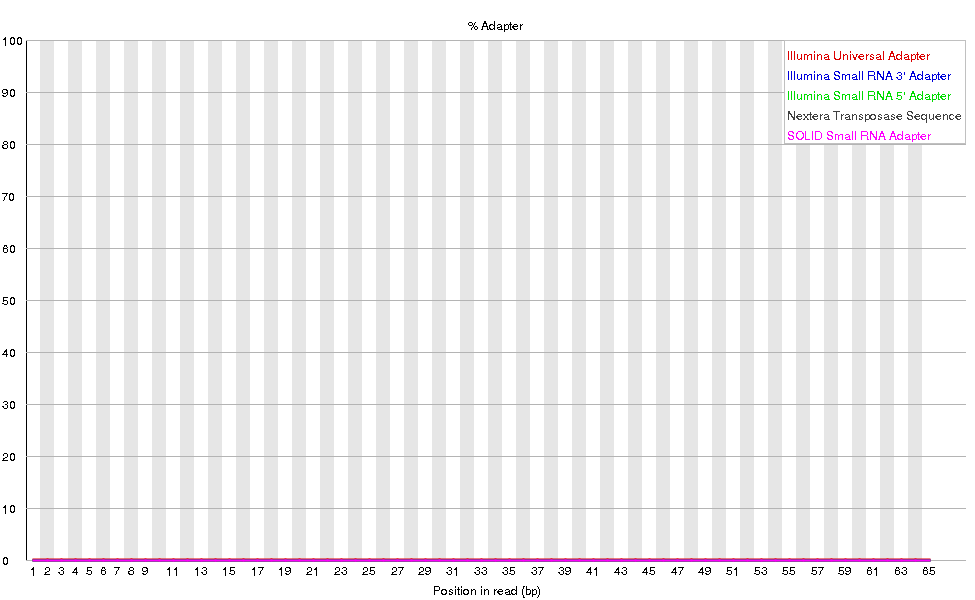 % Adapter
100
90
80
70
60
50
40
30
20
10
0
Illumina Universal Adapter
Illumina Small RNA 3' Adapter
Illumina Small RNA 5' Adapter
Nextera Transposase Sequence
SOLID Small RNA Adapter
1 2 3 4 5 6 7 8 9 11 13 15 17 19 21 23 25 27 29 31 33 35 37 39 41 43 45 47 49 51 53 55 57 59 61 63 65
Position in read (bp)